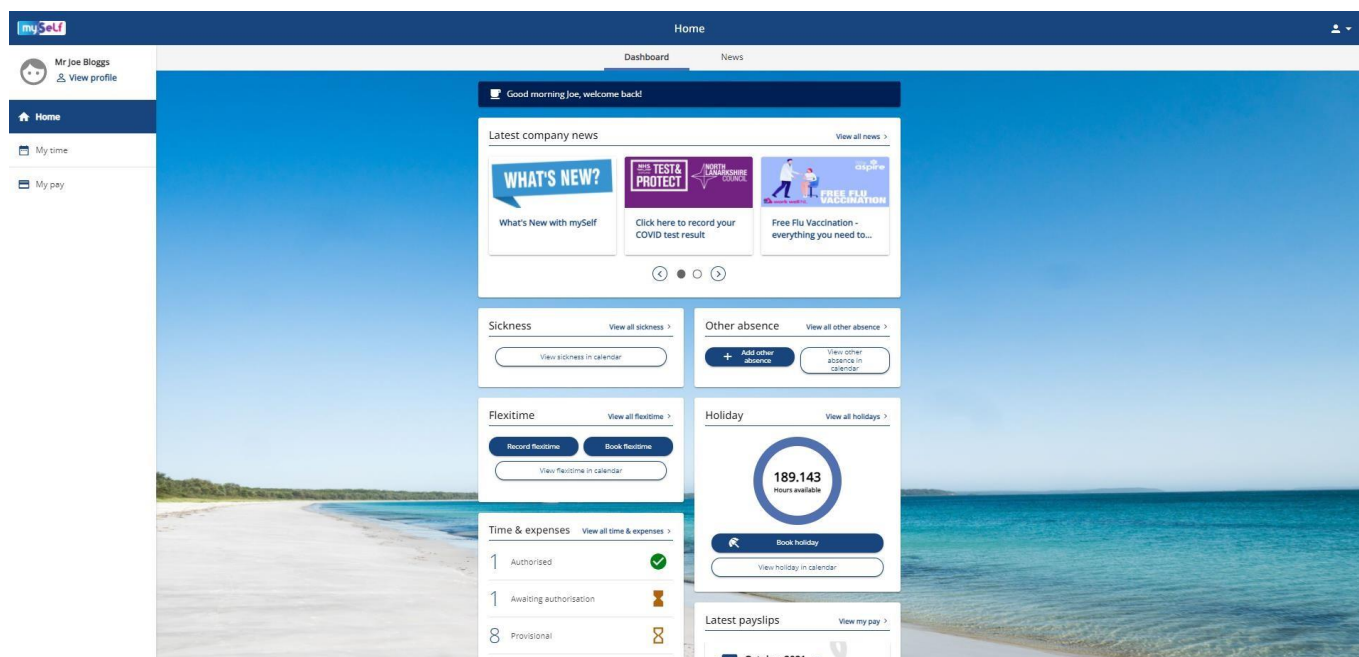 mySelf
Home
Mr Joe Bloggs
View profile
Home
My time
My pay
Dashboard
News
Good morning Joe, welcome back!
Latest company news
View all news >
WHAT'S NEW?
What's New with mySelf
NHS TEST&
PROTECT
NORTH
LANARKSHIRE
COUNCIL
Click here to record your
COVID test result
aspire
work well
FREE FLU
VACCINATION
Free Flu Vaccination -
everything you need to...
Sickness
View all sickness >
View sickness in calendar
Other absence
View all other absence >
+ Add other
absence
View other
absence in
calendar
Flexitime
View all flexitime >
Record flexitime
Book flexitime
View flexitime in calendar
Holiday
View all holidays >
189.143
Hours available
Book holiday
View holiday in calendar
Time & expenses
View all time & expenses >
1 Authorised
1 Awaiting authorisation
8 Provisional
Latest payslips
View my pay >
October 2021